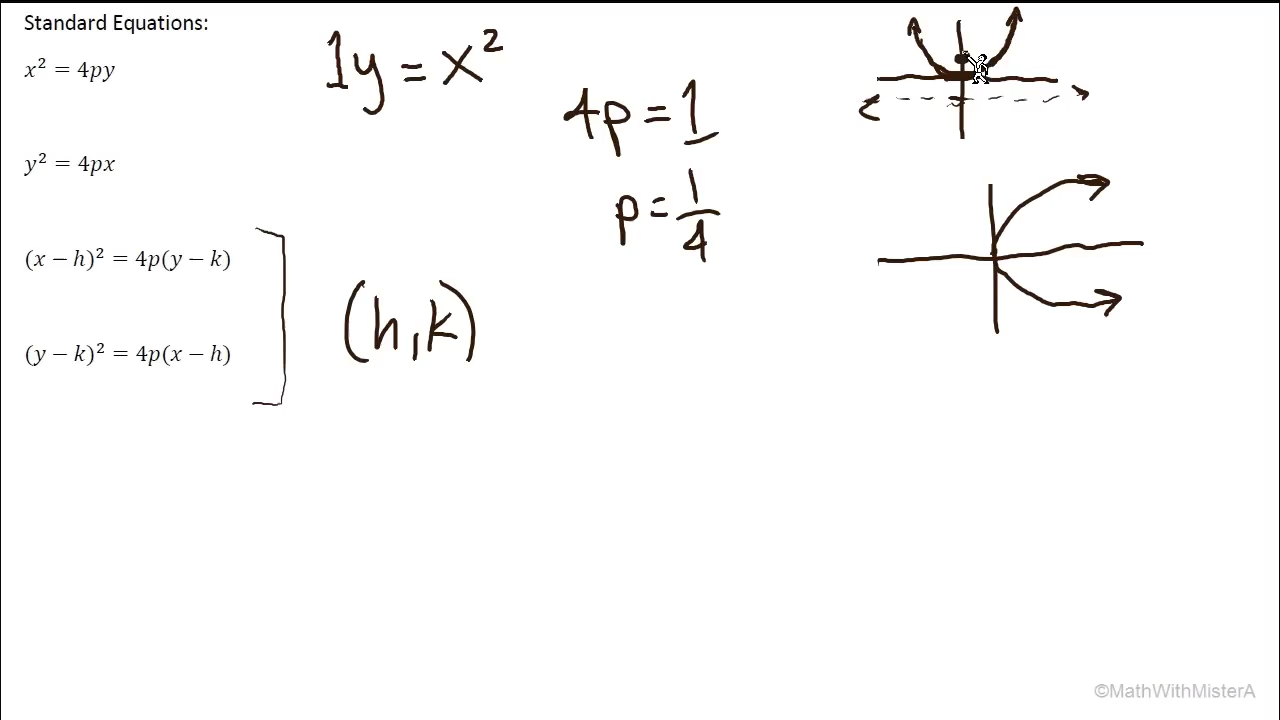 Standard Equations:
1y = x²
x² = 4py
4p = 1
y² = 4px
p = 1/4
(x − h)² = 4p(y − k)
(h,k)
(y − k)² = 4p(x − h)
©MathWithMisterA